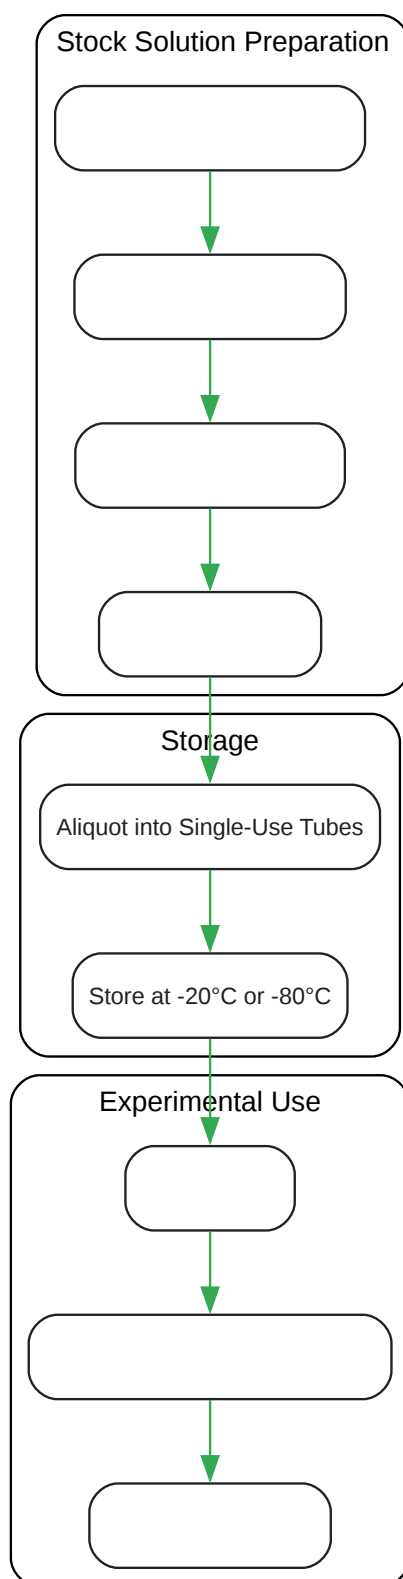 Stock Solution Preparation
Storage
Aliquot into Single-Use Tubes
Store at -20°C or -80°C
Experimental Use